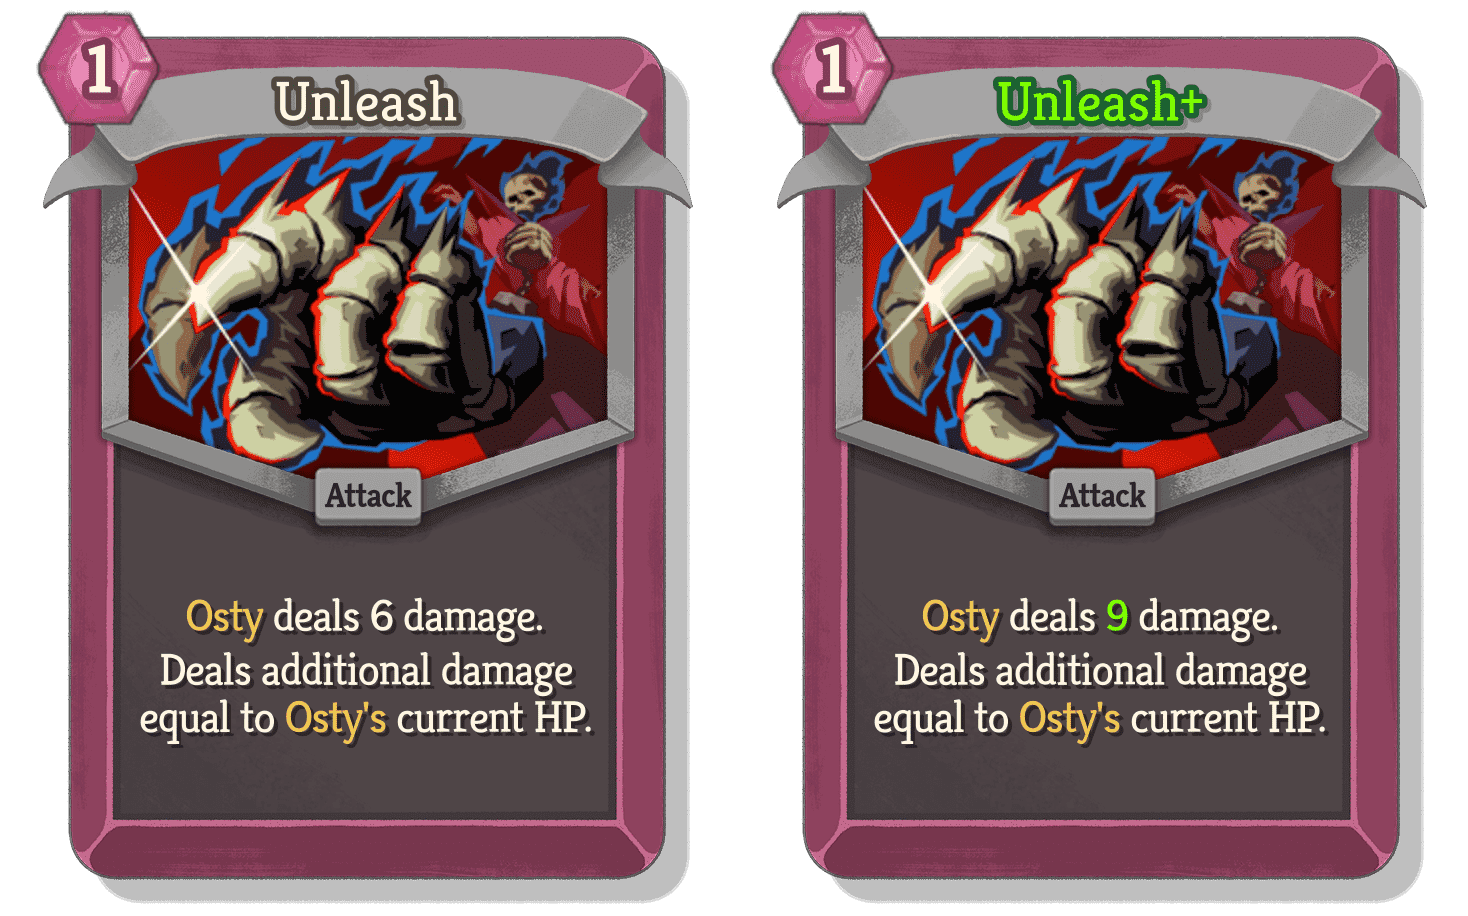 1
Unleash
Attack
Osty deals 6 damage.
Deals additional damage
equal to Osty's current HP.
1
Unleash+
Attack
Osty deals 9 damage.
Deals additional damage
equal to Osty's current HP.